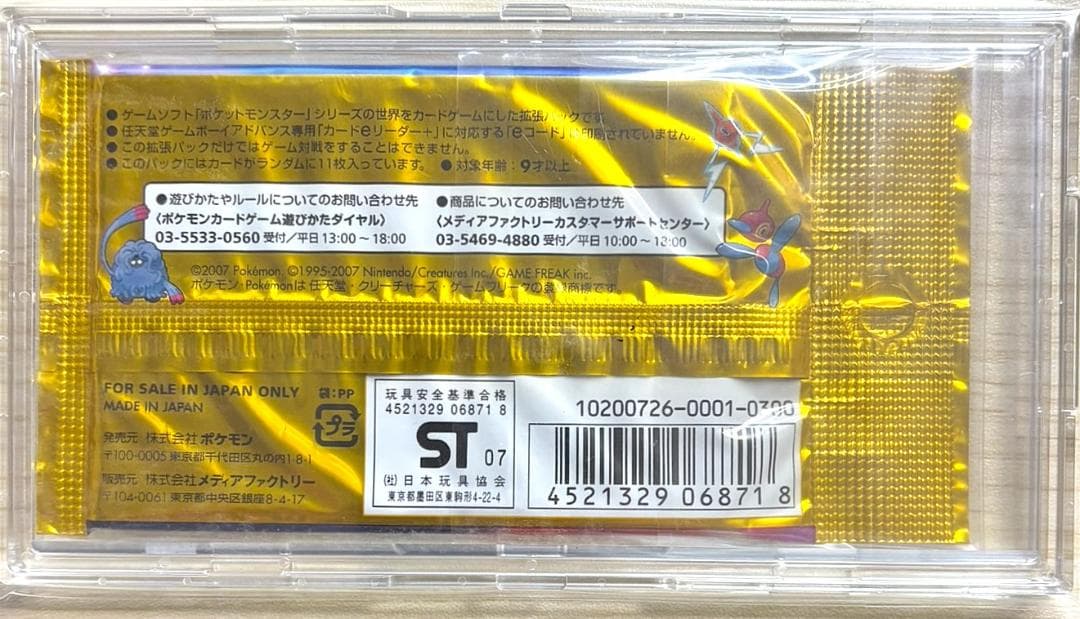 ●ゲームソフト「ポケットモンスター」シリーズの世界をカードゲームにした拡張パックです。
●任天堂ゲームボーイアドバンス専用「カードeリーダー+」に対応する「eコード」は印刷されていません。
●この拡張パックだけではゲーム対戦をすることはできません。
●このパックにはカードがランダムに11枚入っています。 ●対象年齢:9才以上
●遊びかたやルールについてのお問い合わせ先
〈ポケモンカードゲーム遊びかたダイヤル〉
03-5533-0560 受付/平日13:00~18:00
●商品についてのお問い合わせ先
〈メディアファクトリーカスタマーサポートセンター〉
03-5469-4880 受付/平日 10:00~18:00
©2007 Pokémon. ©1995-2007 Nintendo/Creatures Inc./GAME FREAK inc.
ポケモン・Pokémonは 任天堂・クリーチャーズ・ゲームフリークの登録商標です。
FOR SALE IN JAPAN ONLY
MADE IN JAPAN
袋:PP
プラ
発売元 株式会社 ポケモン
〒100-0005 東京都千代田区丸の内1-8-1
販売元 株式会社メディアファクトリー
〒104-0061 東京都中央区銀座8-4-17
玩具安全基準合格
4521329 06871 8
ST 07
(社)日本玩具協会
東京都墨田区東駒形4-22-4
10200726-0001-0300
4521329 068718